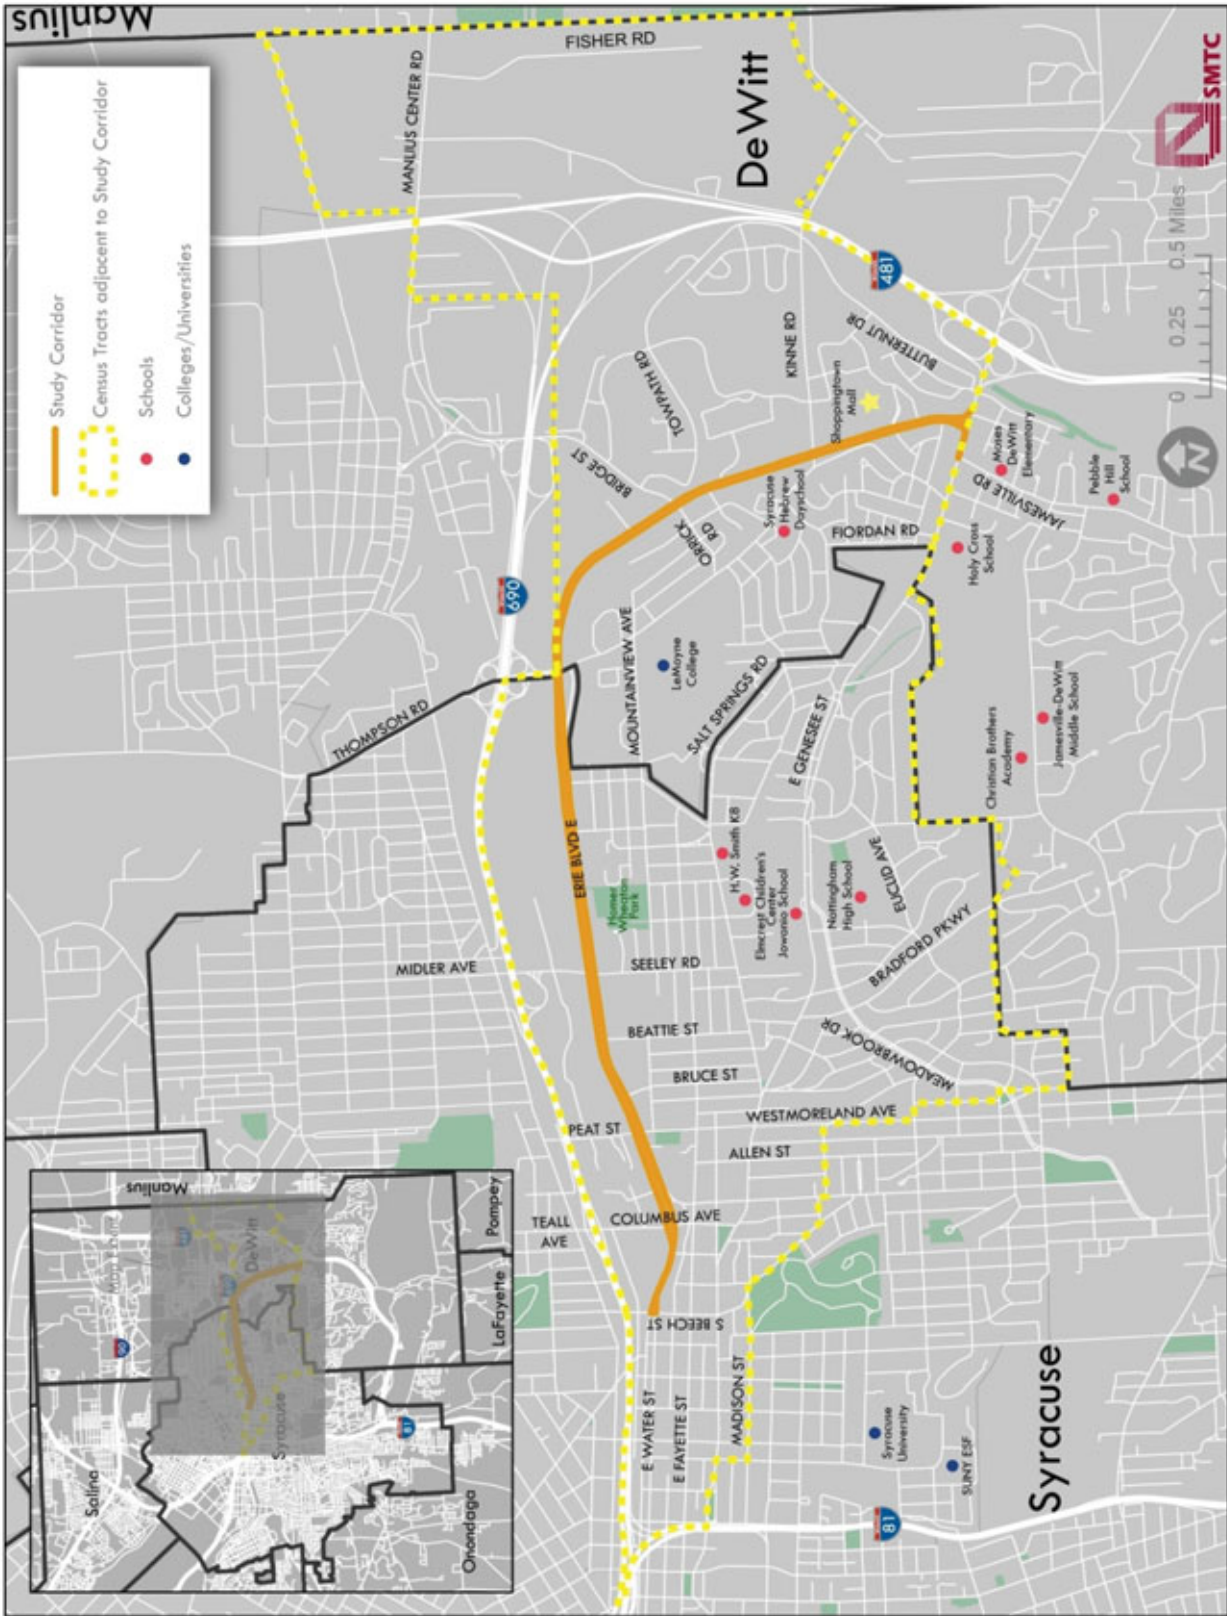 Manlius
Study Corridor
Census Tracts adjacent to Study Corridor
Schools
Colleges/Universities
FISHER RD
MANLIUS CENTER RD
DeWitt
SMTC
481
0 0.25 0.5 Miles
N
KINNE RD
BUTTERNUT DR
TOWPATH RD
Shoppingtown
Mall
BRIDGE ST
ORRICK
RD
Syracuse
Hebrew
Dayschool
Moses
DeWitt
Elementary
JAMESVILLE RD
Pebble
Hill
School
FIORDAN RD
Holy Cross
School
690
THOMPSON RD
MOUNTAINVIEW AVE
LeMoyne
College
SALT SPRINGS RD
E GENESEE ST
Jamesville-DeWitt
Middle School
Christian Brothers
Academy
ERIE BLVD E
Homer
Wheaton
Park
H.W. Smith K8
Elmcrest Children's
Center
Jowonio School
Nottingham
High School
EUCLID AVE
BRADFORD PKWY
MIDLER AVE
SEELEY RD
BEATTIE ST
BRUCE ST
MEADOWBROOK DR
WESTMORELAND AVE
PEAT ST
ALLEN ST
TEALL
AVE
COLUMBUS AVE
S BEECH ST
E WATER ST
E FAYETTE ST
MADISON ST
Syracuse
University
SUNY ESF
Syracuse
81
Manlius
Pompey
LaFayette
DeWitt
Syracuse
Salina
Onondaga
90
81